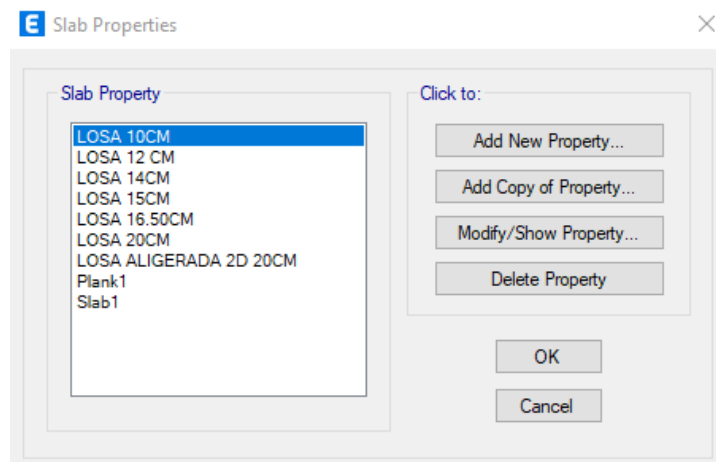 E Slab Properties
Slab Property
LOSA 10CM
LOSA 12 CM
LOSA 14CM
LOSA 15CM
LOSA 16.50CM
LOSA 20CM
LOSA ALIGERADA 2D 20CM
Plank1
Slab1
Click to:
Add New Property...
Add Copy of Property...
Modify/Show Property...
Delete Property
OK
Cancel